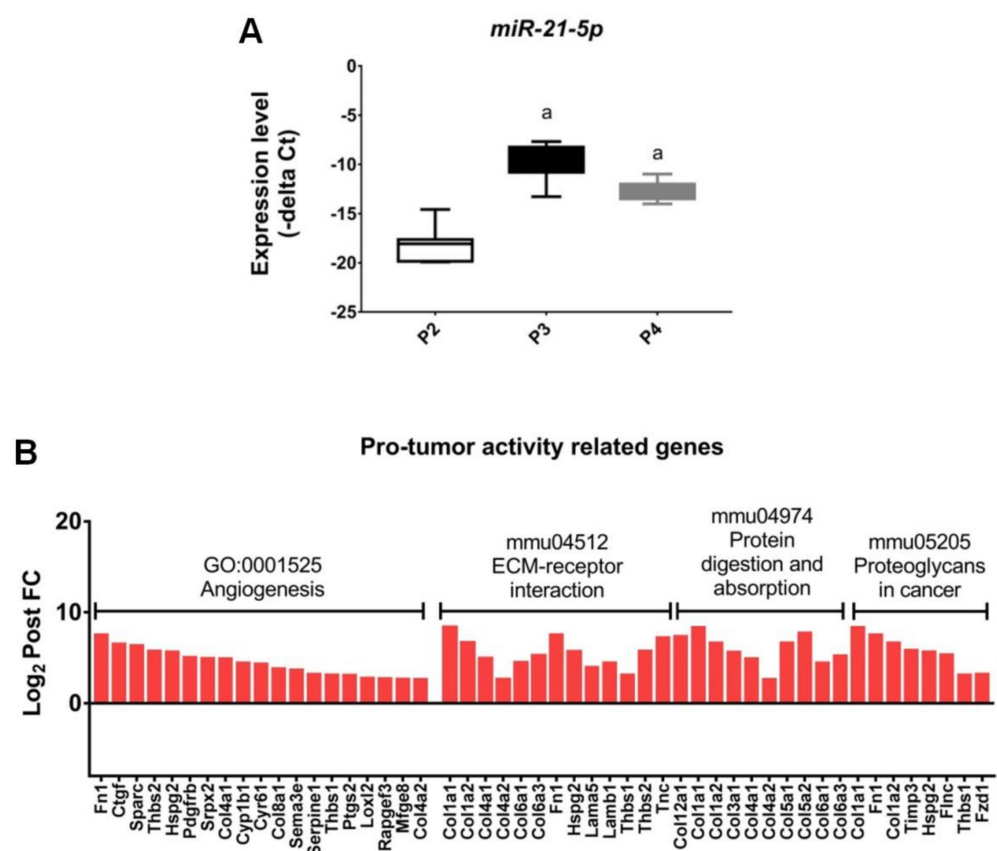 A
miR-21-5p
Expression level
(-delta Ct)
0
-5
-10
-15
-20
-25
a
a
P2
P3
P4
B
Pro-tumor activity related genes
Log2 Post FC
20
10
0
GO:0001525
Angiogenesis
mmu04512
ECM-receptor
interaction
mmu04974
Protein
digestion and
absorption
mmu05205
Proteoglycans
in cancer
Fn1
Ctgf
Sparc
Thbs2
Hspg2
Pdgfrb
Srpx2
Col4a1
Cyp1b1
Cyr61
Col8a1
Sema3e
Serpine1
Thbs1
Ptgs2
Loxl2
Rapgef3
Mfge8
Col4a2
Col1a1
Col1a2
Col4a1
Col4a2
Col6a1
Col6a3
Fn1
Hspg2
Lama5
Lamb1
Thbs1
Thbs2
Tnc
Col12a1
Col1a1
Col1a2
Col3a1
Col4a1
Col4a2
Col5a1
Col5a2
Col6a1
Col6a3
Col1a1
Fn1
Col1a2
Timp3
Hspg2
Flnc
Thbs1
Fzd1